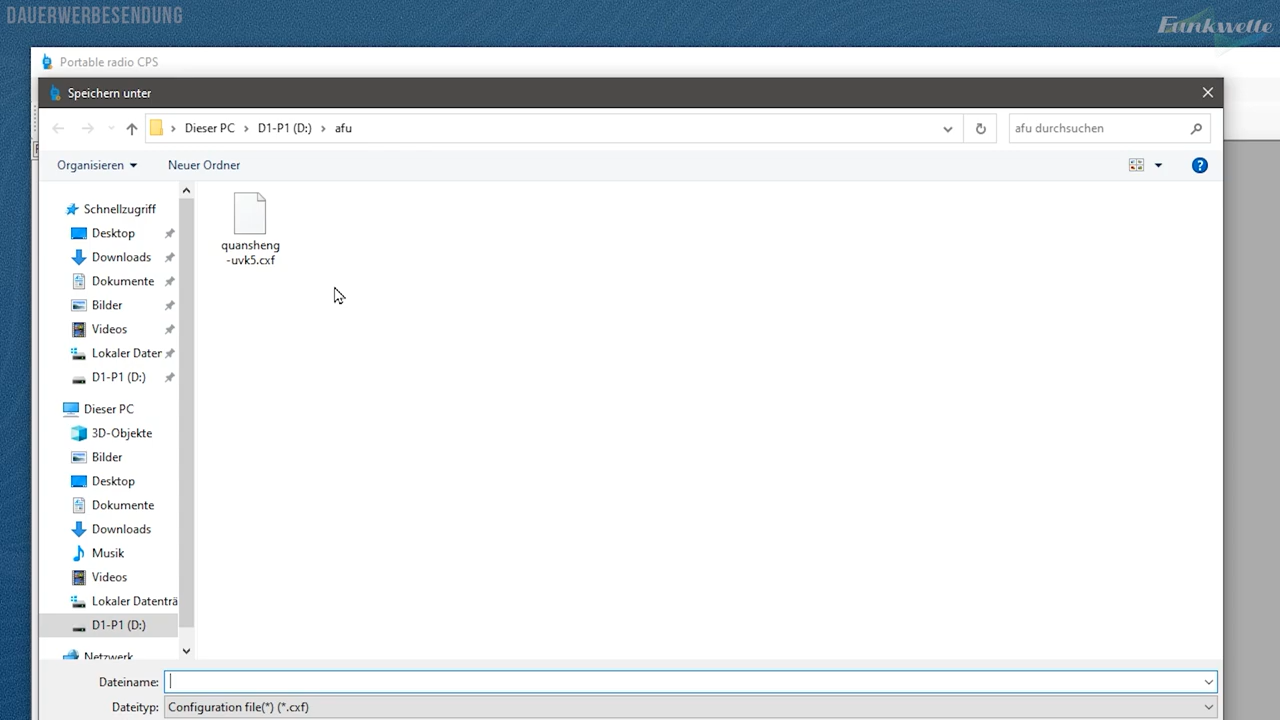 DAUERWERBESENDUNG
Funkwelle
Portable radio CPS
Speichern unter
Dieser PC > D1-P1 (D:) > afu
afu durchsuchen
Organisieren
Neuer Ordner
Schnellzugriff
Desktop
Downloads
Dokumente
Bilder
Videos
Lokaler Daten
D1-P1 (D:)
Dieser PC
3D-Objekte
Bilder
Desktop
Dokumente
Downloads
Musik
Videos
Lokaler Datenträ
D1-P1 (D:)
Netzwerk
quansheng
-uvk5.cxf
Dateiname:
Dateityp: Configuration file(*) (*.cxf)